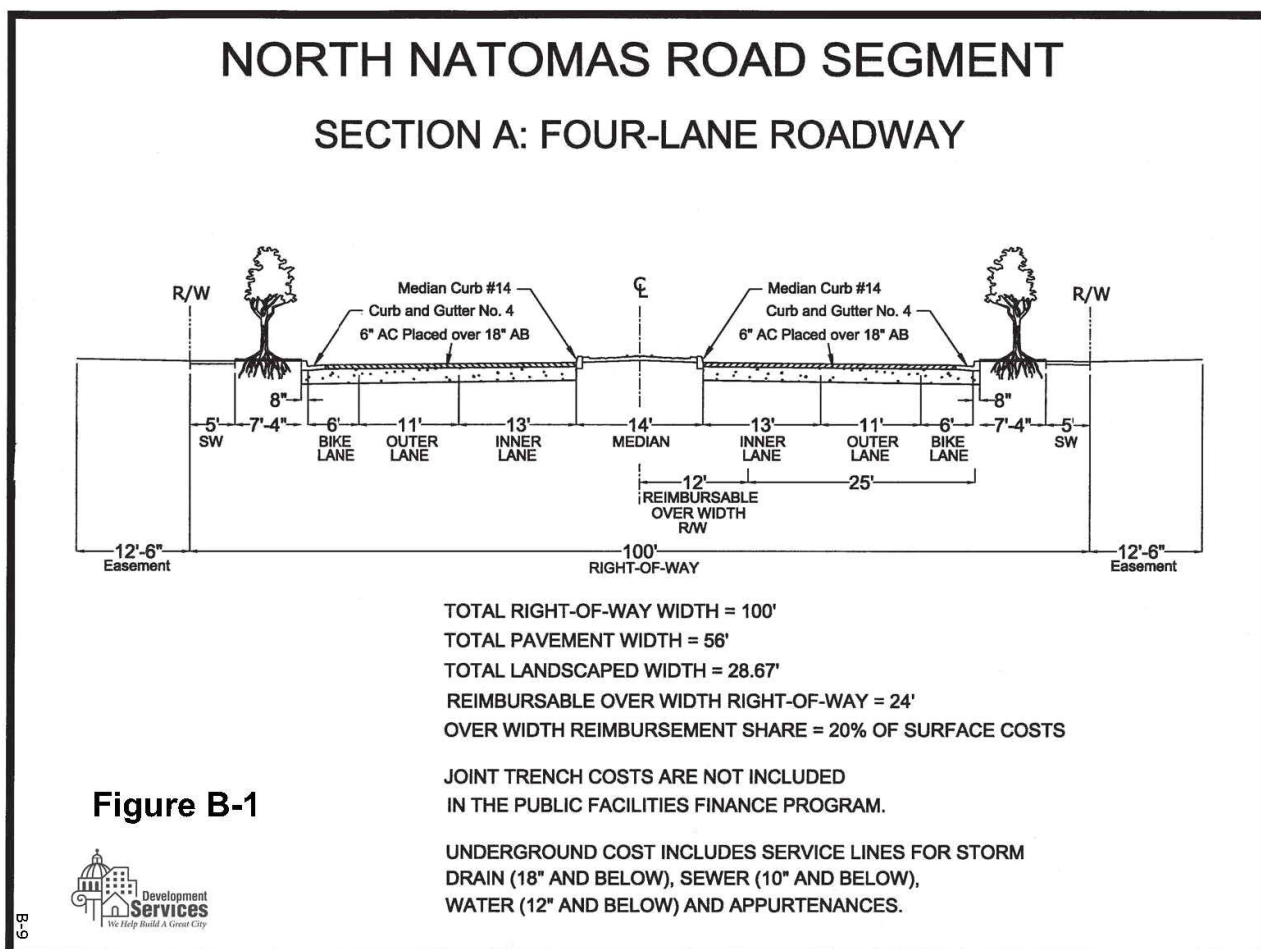 NORTH NATOMAS ROAD SEGMENT
SECTION A: FOUR-LANE ROADWAY
R/W
Median Curb #14
Curb and Gutter No. 4
6" AC Placed over 18" AB
℄
Median Curb #14
Curb and Gutter No. 4
6" AC Placed over 18" AB
R/W
8"
8"
5' 7'-4" 6' 11' 13' 14' 13' 11' 6' 7'-4" 5'
SW BIKE LANE OUTER LANE INNER LANE MEDIAN INNER LANE OUTER LANE BIKE LANE SW
12' 25'
REIMBURSABLE
OVER WIDTH
R/W
12'-6" 100' 12'-6"
Easement RIGHT-OF-WAY Easement
TOTAL RIGHT-OF-WAY WIDTH = 100'
TOTAL PAVEMENT WIDTH = 56'
TOTAL LANDSCAPED WIDTH = 28.67'
REIMBURSABLE OVER WIDTH RIGHT-OF-WAY = 24'
OVER WIDTH REIMBURSEMENT SHARE = 20% OF SURFACE COSTS
JOINT TRENCH COSTS ARE NOT INCLUDED
IN THE PUBLIC FACILITIES FINANCE PROGRAM.
UNDERGROUND COST INCLUDES SERVICE LINES FOR STORM
DRAIN (18" AND BELOW), SEWER (10" AND BELOW),
WATER (12" AND BELOW) AND APPURTENANCES.
Figure B-1
Development
Services
We Help Build A Great City
B-9